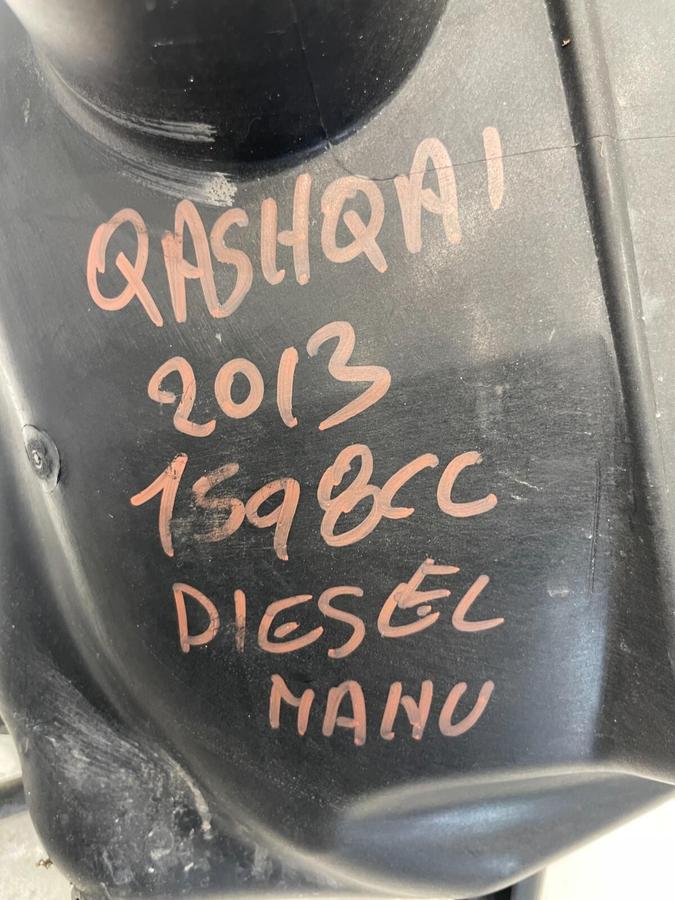 QASHQAI
2013
1598CC
DIESEL
MANU